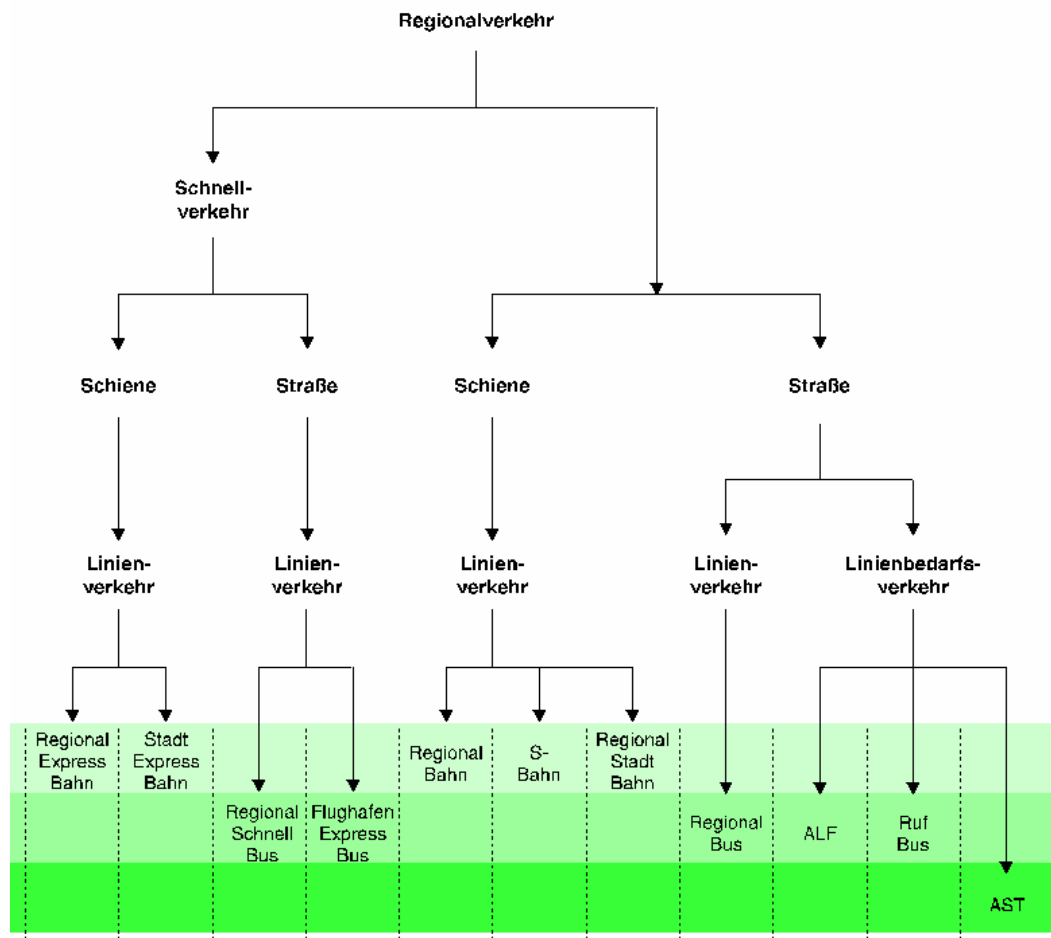 Regionalverkehr
Schnell-
verkehr
Schiene
Straße
Schiene
Straße
Linien-
verkehr
Linien-
verkehr
Linien-
verkehr
Linien-
verkehr
Linienbedarfs-
verkehr
Regional
Express
Bahn
Stadt
Express
Bahn
Regional
Schnell
Bus
Flughafen
Express
Bus
Regional
Bahn
S-
Bahn
Regional
Stadt
Bahn
Regional
Bus
ALF
Ruf
Bus
AST